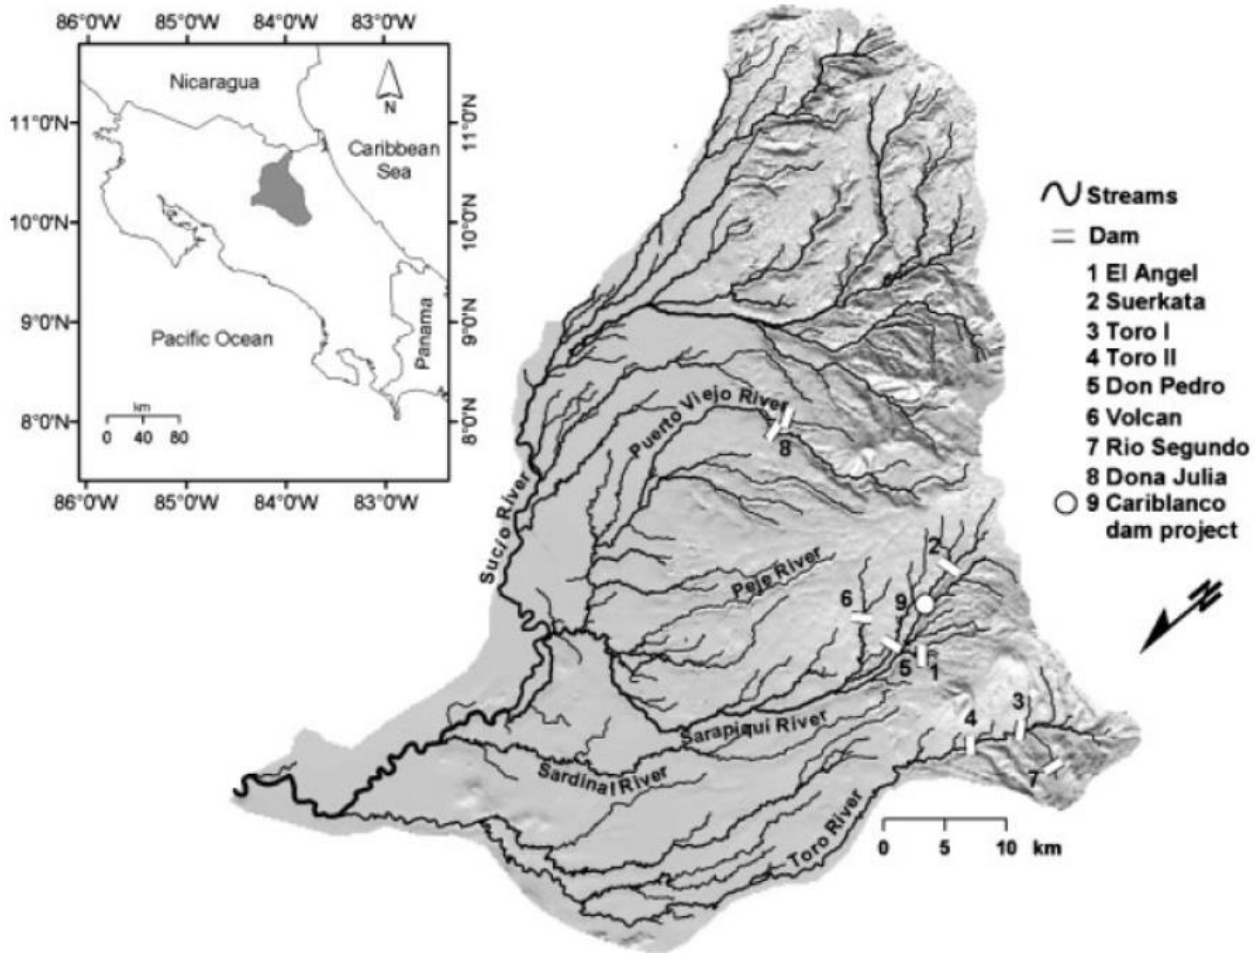 86°0'W 85°0'W 84°0'W 83°0'W
Nicaragua
N
11°0'N
11°0'N
Caribbean
Sea
10°0'N
10°0'N
9°0'N
9°0'N
Pacific Ocean
Panama
km
0 40 80
8°0'N
8°0'N
86°0'W 85°0'W 84°0'W 83°0'W
Streams
Dam
1 El Angel
2 Suerkata
3 Toro I
4 Toro II
5 Don Pedro
6 Volcan
7 Rio Segundo
8 Dona Julia
9 Cariblanco
dam project
N
Puerto Viejo River
8
Sucio River
2
Peje River
6
9
5
1
Sarapiqui River
4
3
Sardinal River
7
Toro River
0 5 10 km